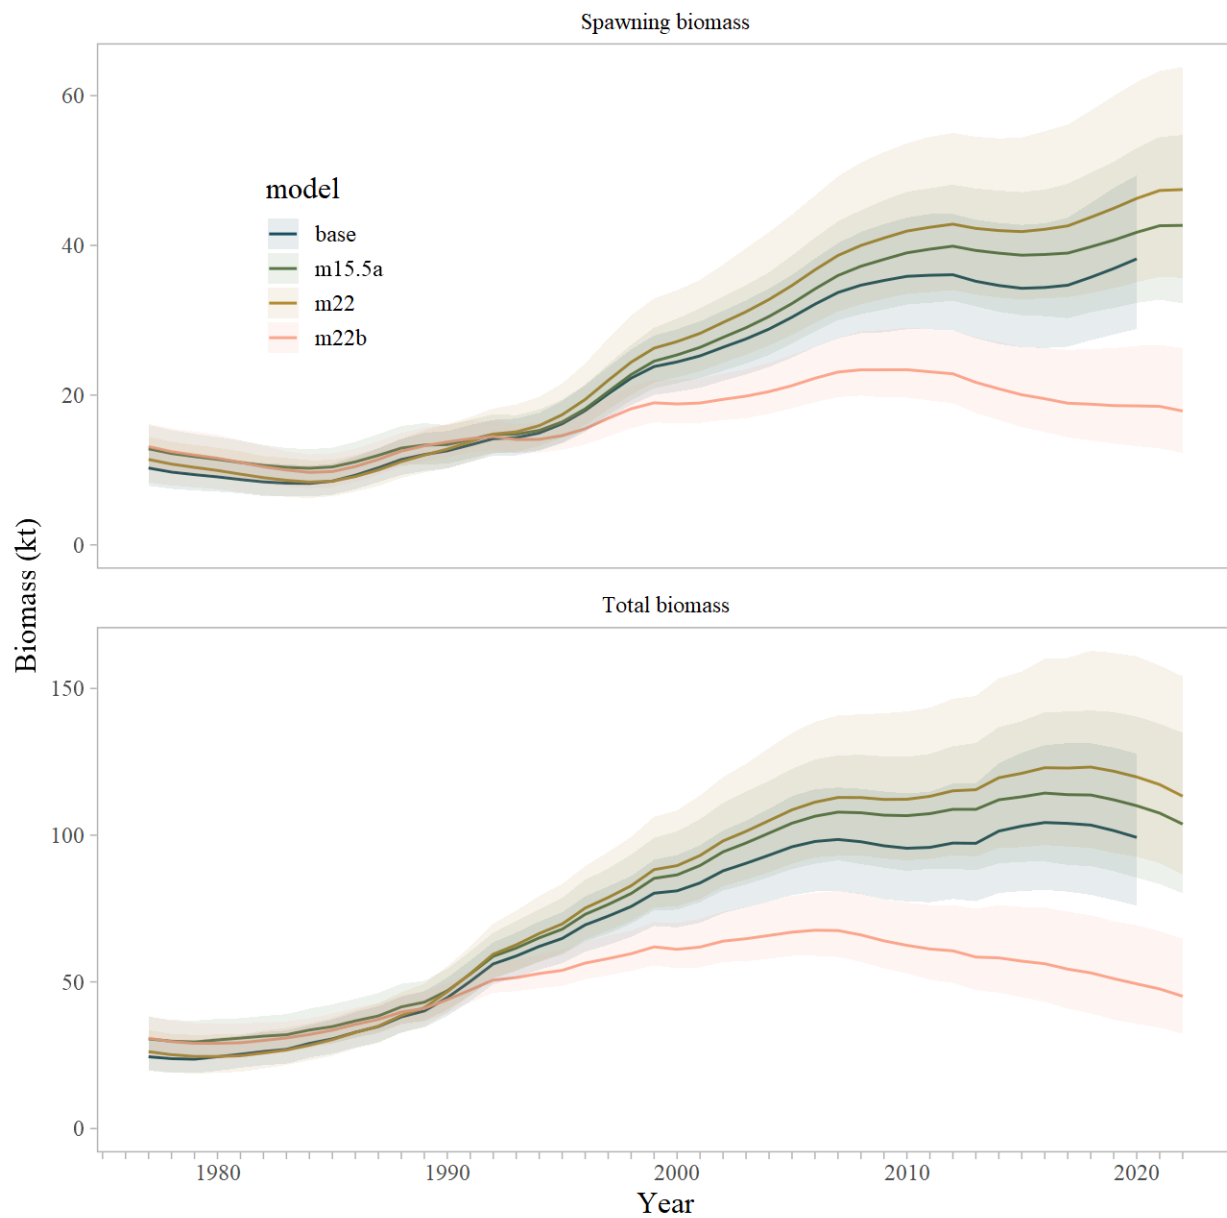 Spawning biomass
60
40
20
0
model
base
m15.5a
m22
m22b
Biomass (kt)
Total biomass
150
100
50
0
1980 1990 2000 2010 2020
Year